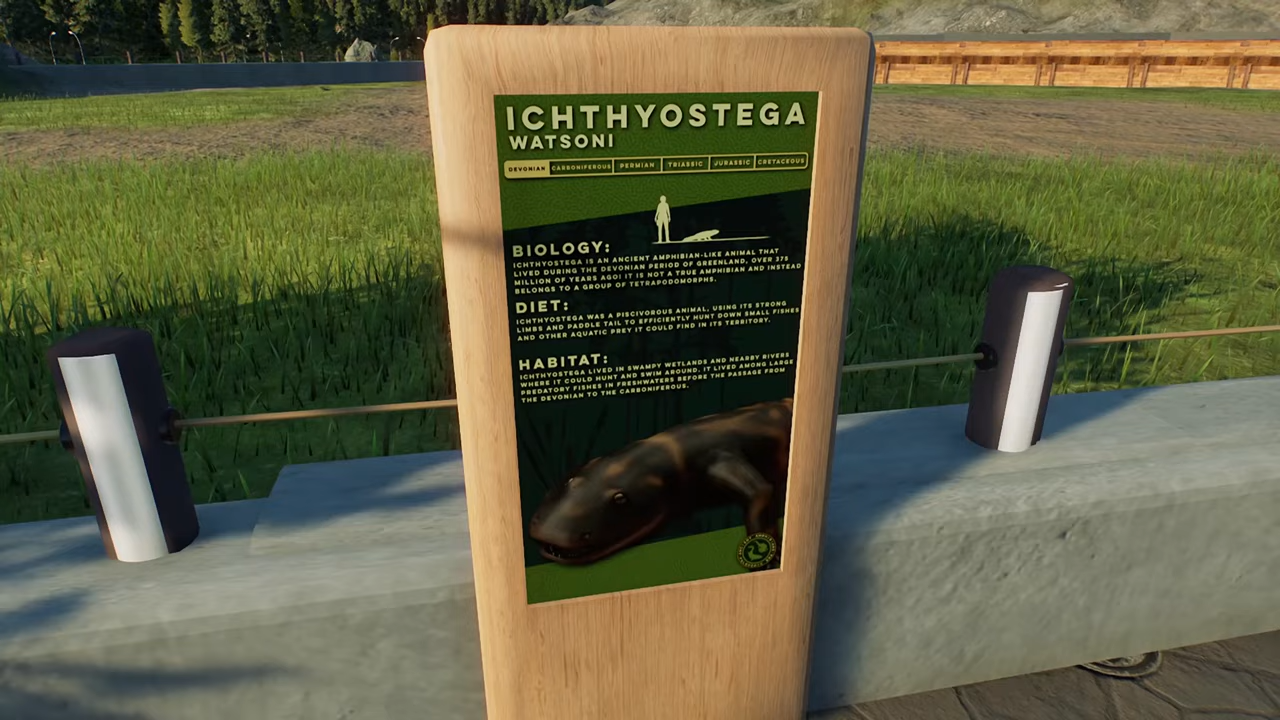 ICHTHYOSTEGA
WATSONI
DEVONIAN CARBONIFEROUS PERMIAN TRIASSIC JURASSIC CRETACEOUS
BIOLOGY:
ICHTHYOSTEGA IS AN ANCIENT AMPHIBIAN-LIKE ANIMAL THAT
LIVED DURING THE DEVONIAN PERIOD OF GREENLAND, OVER 375
MILLION OF YEARS AGO! IT IS NOT A TRUE AMPHIBIAN AND INSTEAD
BELONGS TO A GROUP OF TETRAPODOMORPHS.
DIET:
ICHTHYOSTEGA WAS A PISCIVOROUS ANIMAL, USING ITS STRONG
LIMBS AND PADDLE TAIL TO EFFICIENTLY HUNT DOWN SMALL FISHES
AND OTHER AQUATIC PREY IT COULD FIND IN ITS TERRITORY.
HABITAT:
ICHTHYOSTEGA LIVED IN SWAMPY WETLANDS AND NEARBY RIVERS
WHERE IT COULD HUNT AND SWIM AROUND. IT LIVED AMONG LARGE
PREDATORY FISHES IN FRESHWATERS BEFORE THE PASSAGE FROM
THE DEVONIAN TO THE CARBONIFEROUS.